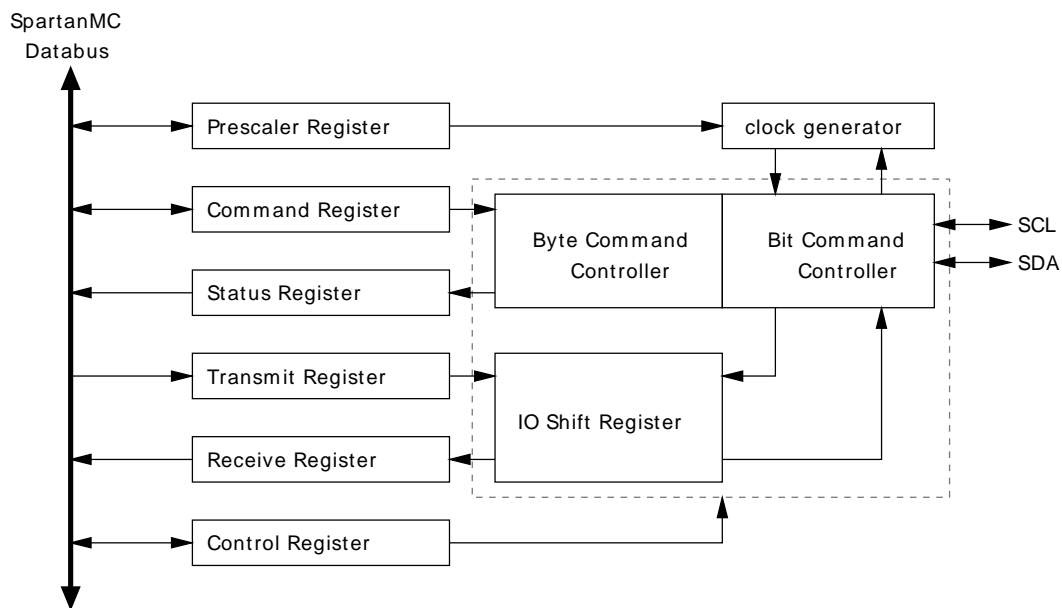 SpartanMC
Databus
Prescaler Register
clock generator
Command Register
Byte Command
Controller
Bit Command
Controller
SCL
SDA
Status Register
Transmit Register
IO Shift Register
Receive Register
Control Register